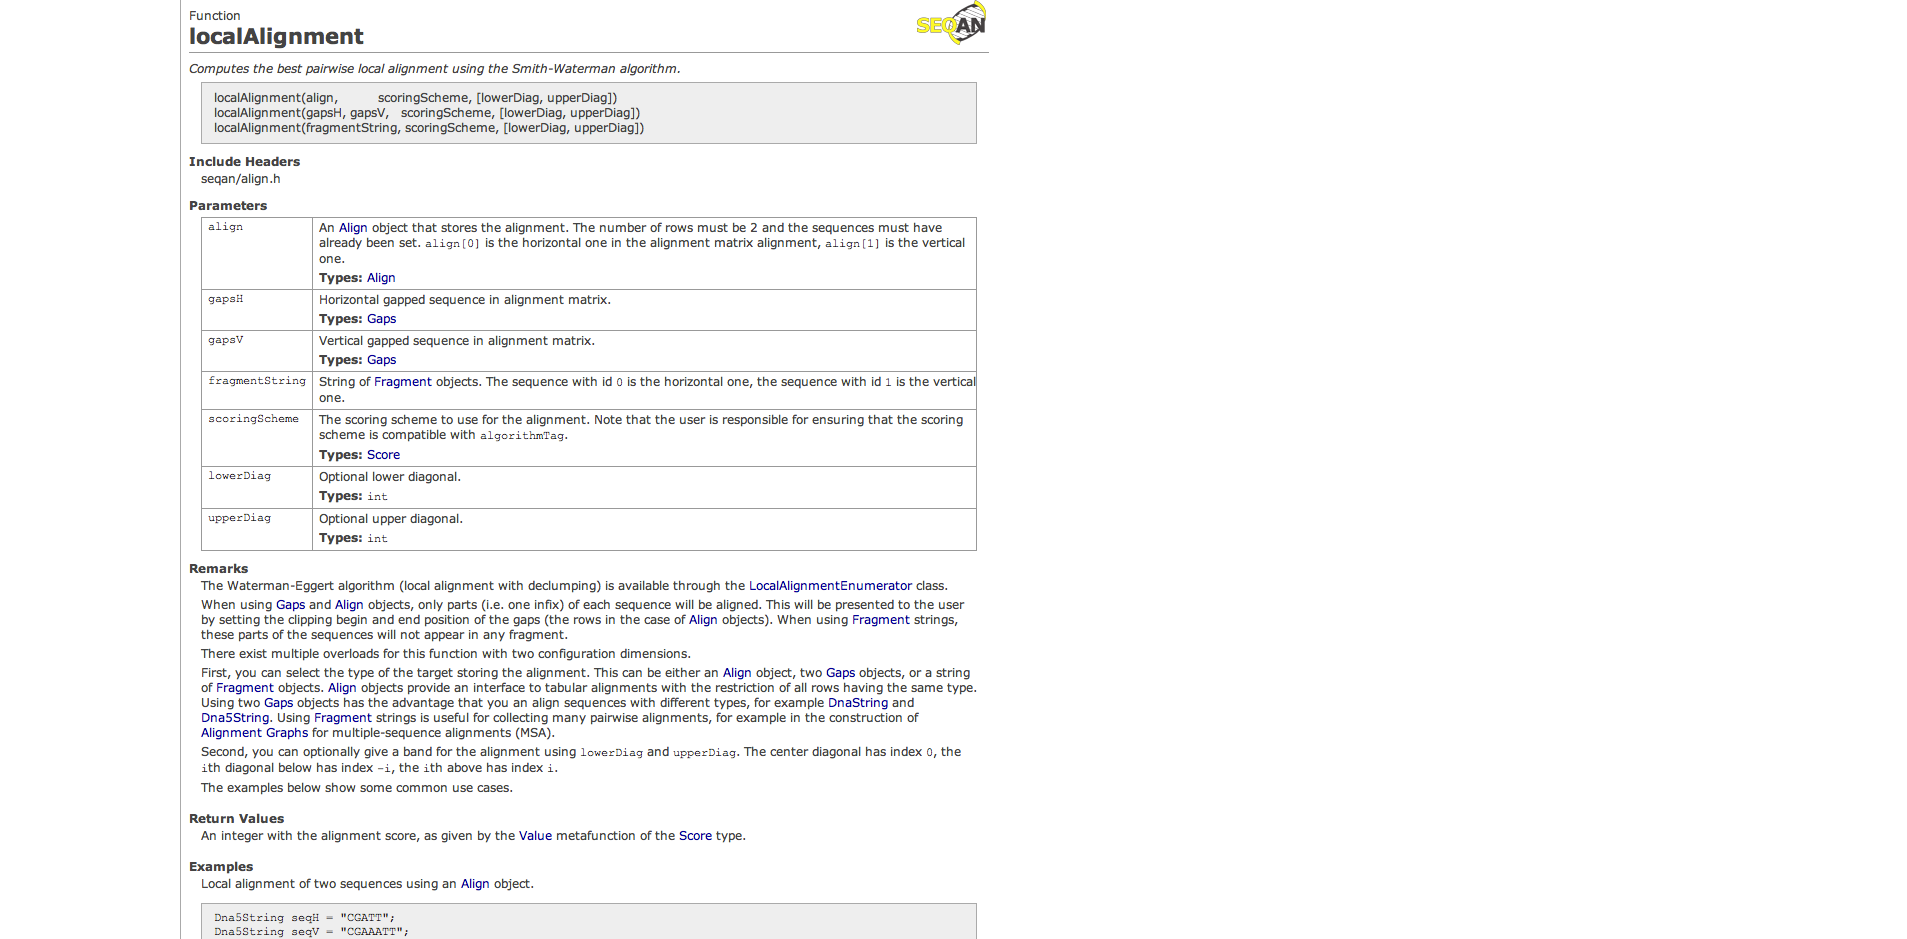 Function
localAlignment
SEQAN
Computes the best pairwise local alignment using the Smith-Waterman algorithm.
localAlignment(align, scoringScheme, [lowerDiag, upperDiag])
localAlignment(gapsH, gapsV, scoringScheme, [lowerDiag, upperDiag])
localAlignment(fragmentString, scoringScheme, [lowerDiag, upperDiag])
Include Headers
seqan/align.h
Parameters
align
An Align object that stores the alignment. The number of rows must be 2 and the sequences must have
already been set. align[0] is the horizontal one in the alignment matrix alignment, align[1] is the vertical
one.
Types: Align
gapsH
Horizontal gapped sequence in alignment matrix.
Types: Gaps
gapsV
Vertical gapped sequence in alignment matrix.
Types: Gaps
fragmentString
String of Fragment objects. The sequence with id 0 is the horizontal one, the sequence with id 1 is the vertical
one.
scoringScheme
The scoring scheme to use for the alignment. Note that the user is responsible for ensuring that the scoring
scheme is compatible with algorithmTag.
Types: Score
lowerDiag
Optional lower diagonal.
Types: int
upperDiag
Optional upper diagonal.
Types: int
Remarks
The Waterman-Eggert algorithm (local alignment with declumping) is available through the LocalAlignmentEnumerator class.
When using Gaps and Align objects, only parts (i.e. one infix) of each sequence will be aligned. This will be presented to the user
by setting the clipping begin and end position of the gaps (the rows in the case of Align objects). When using Fragment strings,
these parts of the sequences will not appear in any fragment.
There exist multiple overloads for this function with two configuration dimensions.
First, you can select the type of the target storing the alignment. This can be either an Align object, two Gaps objects, or a string
of Fragment objects. Align objects provide an interface to tabular alignments with the restriction of all rows having the same type.
Using two Gaps objects has the advantage that you an align sequences with different types, for example DnaString and
Dna5String. Using Fragment strings is useful for collecting many pairwise alignments, for example in the construction of
Alignment Graphs for multiple-sequence alignments (MSA).
Second, you can optionally give a band for the alignment using lowerDiag and upperDiag. The center diagonal has index 0, the
ith diagonal below has index -i, the ith above has index i.
The examples below show some common use cases.
Return Values
An integer with the alignment score, as given by the Value metafunction of the Score type.
Examples
Local alignment of two sequences using an Align object.
Dna5String seqH = "CGATT";
Dna5String seqV = "CGAAATT";